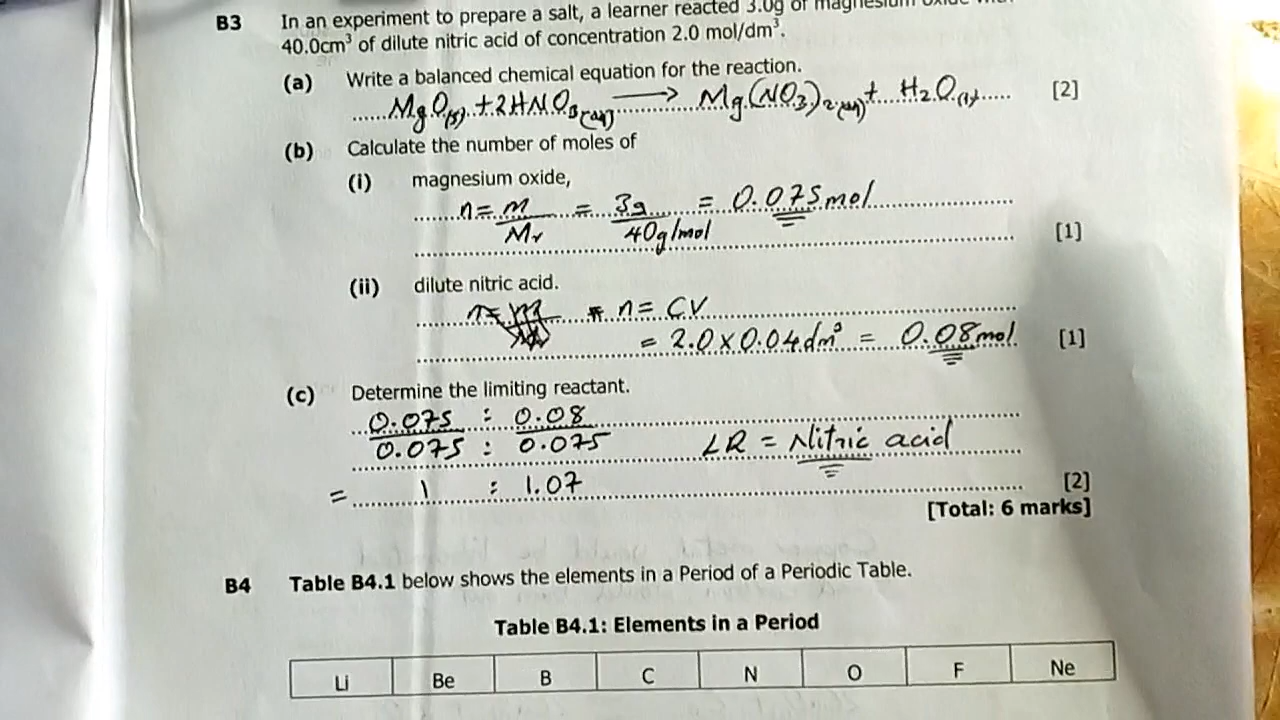 B3 In an experiment to prepare a salt, a learner reacted 3.0g of magnesium oxide with
40.0cm³ of dilute nitric acid of concentration 2.0 mol/dm³.
(a) Write a balanced chemical equation for the reaction.
MgO(s) + 2HNO3(aq) → Mg(NO3)2(aq) + H2O(l) [2]
(b) Calculate the number of moles of
(i) magnesium oxide,
n = m/Mr = 3g/40g/mol = 0.075mol
[1]
(ii) dilute nitric acid.
n = CV
= 2.0 x 0.04dm³ = 0.08mol [1]
(c) Determine the limiting reactant.
0.075 : 0.08
0.075 : 0.075 LR = Nitric acid
= 1 : 1.07 [2]
[Total: 6 marks]
B4 Table B4.1 below shows the elements in a Period of a Periodic Table.
Table B4.1: Elements in a Period
Li Be B C N O F Ne